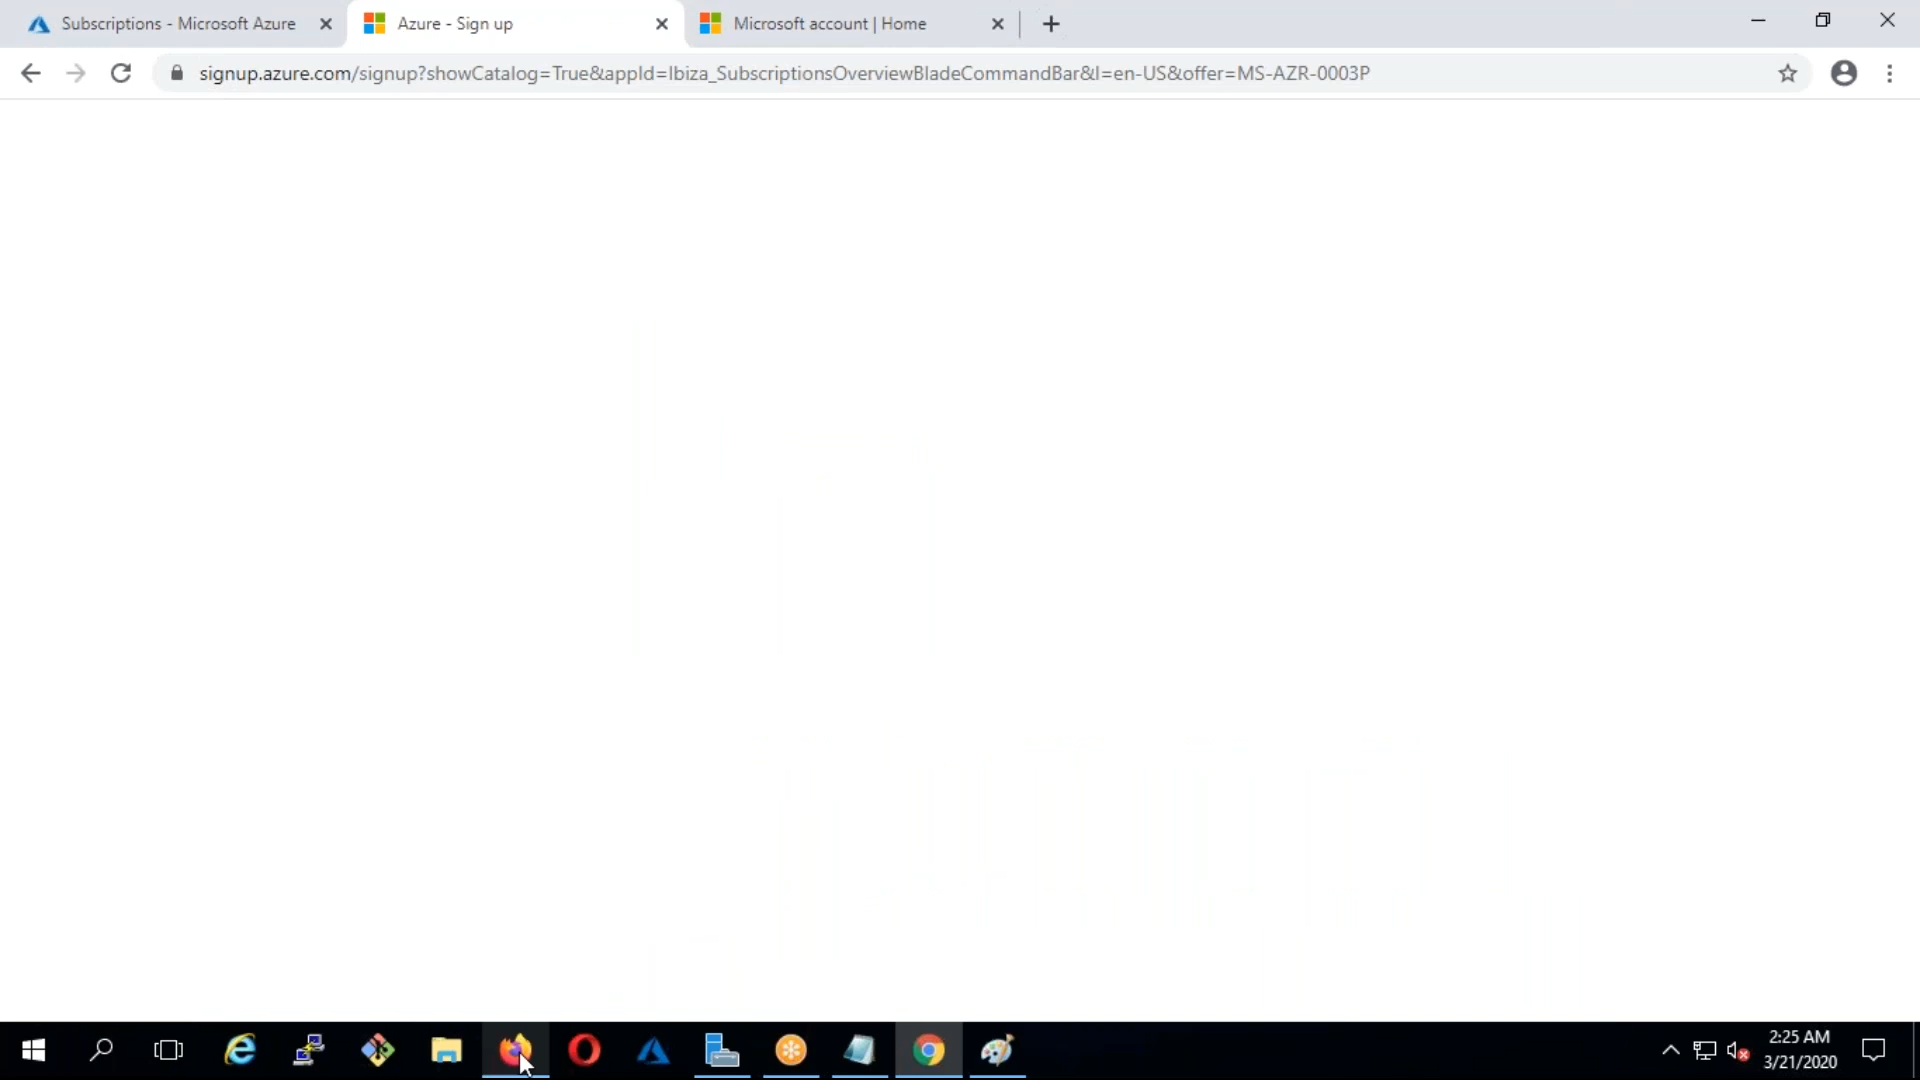 Subscriptions - Microsoft Azure
Azure - Sign up
Microsoft account | Home
signup.azure.com/signup?showCatalog=True&appId=Ibiza_SubscriptionsOverviewBladeCommandBar&l=en-US&offer=MS-AZR-0003P
2:25 AM
3/21/2020